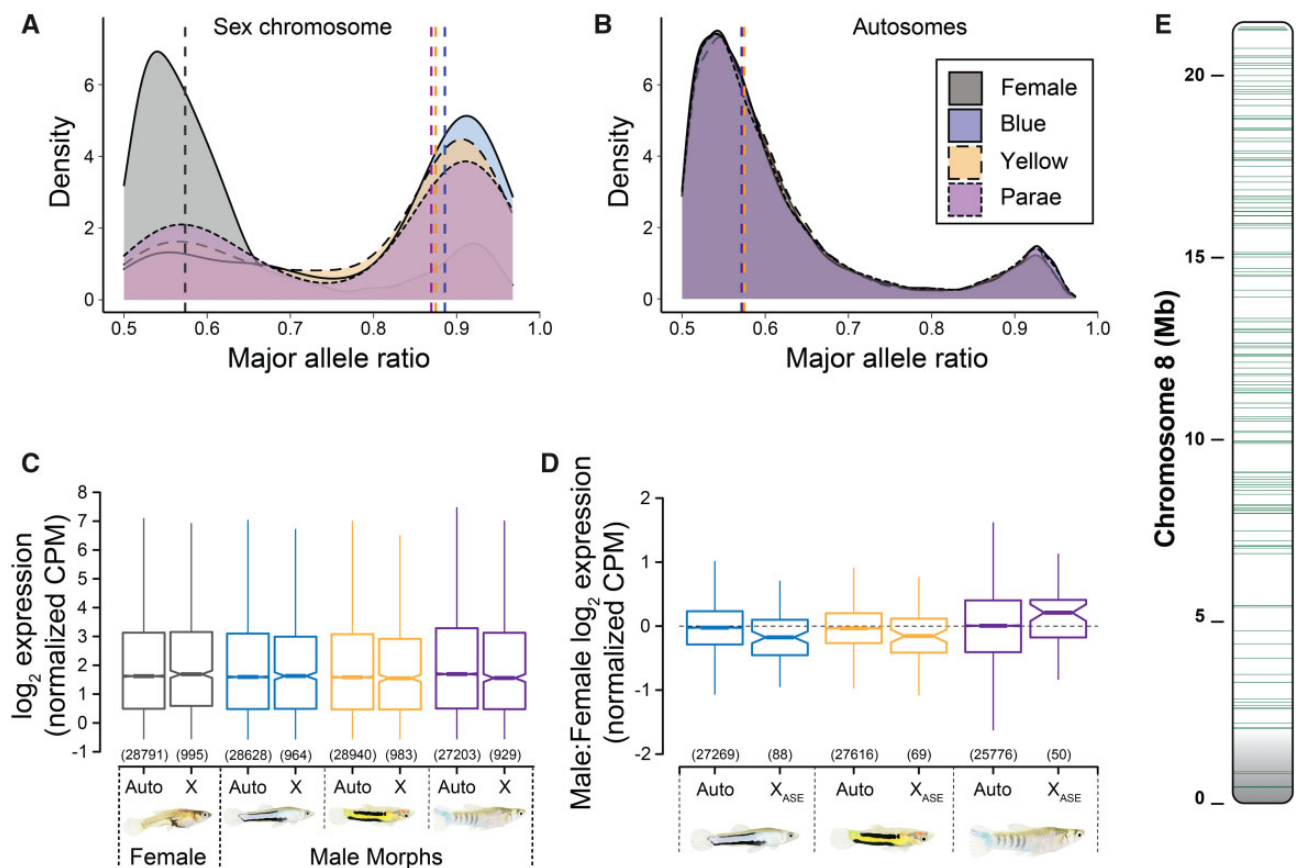 A
Sex chromosome
Density
6
4
2
0
0.5 0.6 0.7 0.8 0.9 1.0
Major allele ratio
B
Autosomes
Density
6
4
2
0
0.5 0.6 0.7 0.8 0.9 1.0
Major allele ratio
Female
Blue
Yellow
Parae
C
log2 expression
(normalized CPM)
8
7
6
5
4
3
2
1
0
-1
(28791) (995) (28628) (964) (28940) (983) (27203) (929)
Auto X Auto X Auto X Auto X
Female Male Morphs
D
Male:Female log2 expression
(normalized CPM)
2
1
0
-1
-2
(27269) (88) (27616) (69) (25776) (50)
Auto XASE Auto XASE Auto XASE
E
Chromosome 8 (Mb)
20
15
10
5
0